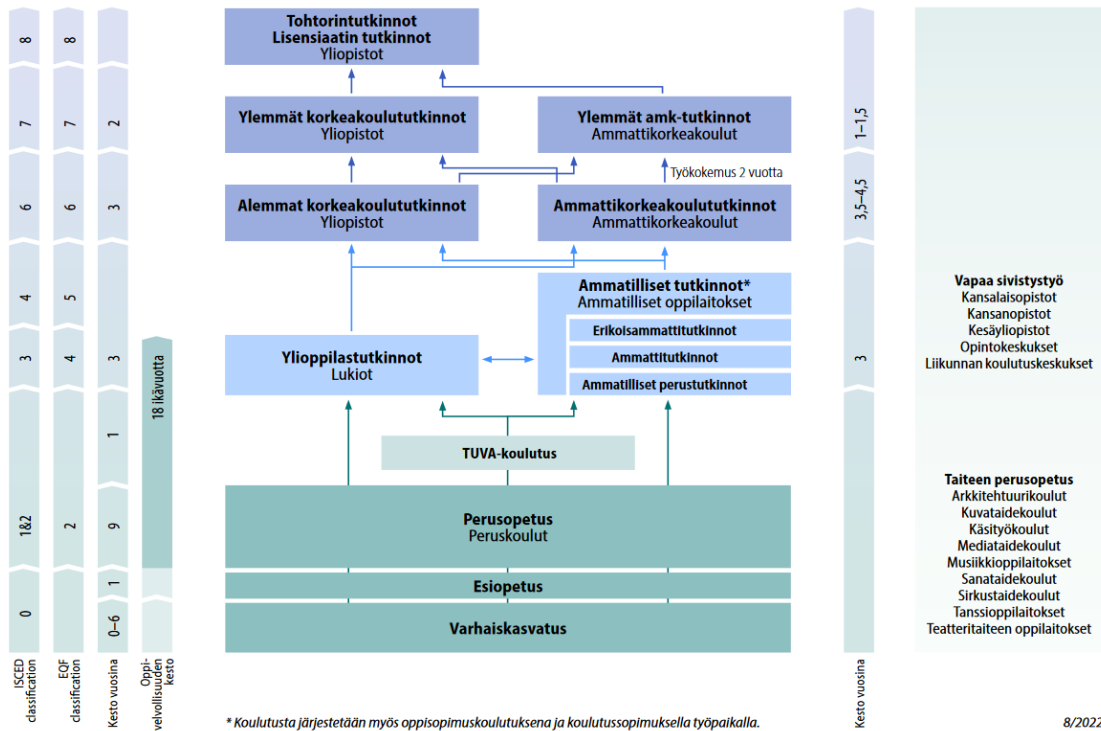 8
8
Tohtorintutkinnot
Lisensiaatin tutkinnot
Yliopistot
7
7
2
Ylemmät korkeakoulututkinnot
Yliopistot
Ylemmät amk-tutkinnot
Ammattikorkeakoulut
1–1,5
Työkokemus 2 vuotta
6
6
3
Alemmat korkeakoulututkinnot
Yliopistot
Ammattikorkeakoulututkinnot
Ammattikorkeakoulut
3,5–4,5
4
5
Ammatilliset tutkinnot*
Ammatilliset oppilaitokset
Erikoisammattitutkinnot
Ammattitutkinnot
Ammatilliset perustutkinnot
3
4
3
Ylioppilastutkinnot
Lukiot
3
18 ikävuotta
1
TUVA-koulutus
1&2
2
9
Perusopetus
Peruskoulut
0
1
Esiopetus
0–6
Varhaiskasvatus
ISCED
classification
EQF
classification
Kesto vuosina
Oppi-
velvollisuuden
kesto
Kesto vuosina
Vapaa sivistystyö
Kansalaisopistot
Kansanopistot
Kesäyliopistot
Opintokeskukset
Liikunnan koulutuskeskukset
Taiteen perusopetus
Arkkitehtuurikoulut
Kuvataidekoulut
Käsityökoulut
Mediataidekoulut
Musiikkioppilaitokset
Sanataidekoulut
Sirkustaidekoulut
Tanssioppilaitokset
Teatteritaiteen oppilaitokset
* Koulutusta järjestetään myös oppisopimuskoulutuksena ja koulutussopimuksella työpaikalla.
8/2022